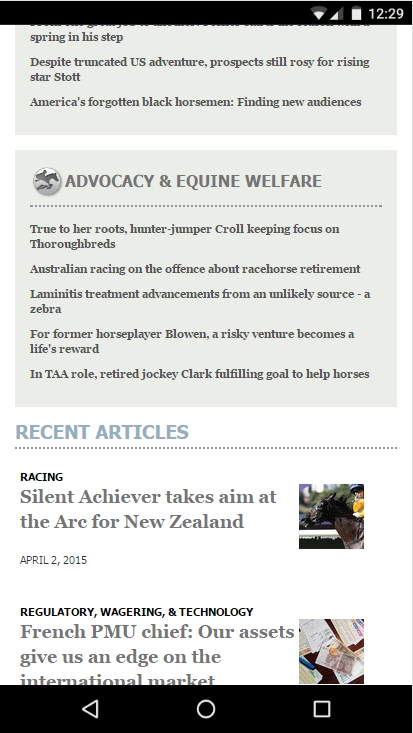 12:29
spring in his step
Despite truncated US adventure, prospects still rosy for rising
star Stott
America's forgotten black horsemen: Finding new audiences
ADVOCACY & EQUINE WELFARE
True to her roots, hunter-jumper Croll keeping focus on
Thoroughbreds
Australian racing on the offence about racehorse retirement
Laminitis treatment advancements from an unlikely source - a
zebra
For former horseplayer Blowen, a risky venture becomes a
life's reward
In TAA role, retired jockey Clark fulfilling goal to help horses
RECENT ARTICLES
RACING
Silent Achiever takes aim at
the Arc for New Zealand
APRIL 2, 2015
REGULATORY, WAGERING, & TECHNOLOGY
French PMU chief: Our assets
give us an edge on the
international market